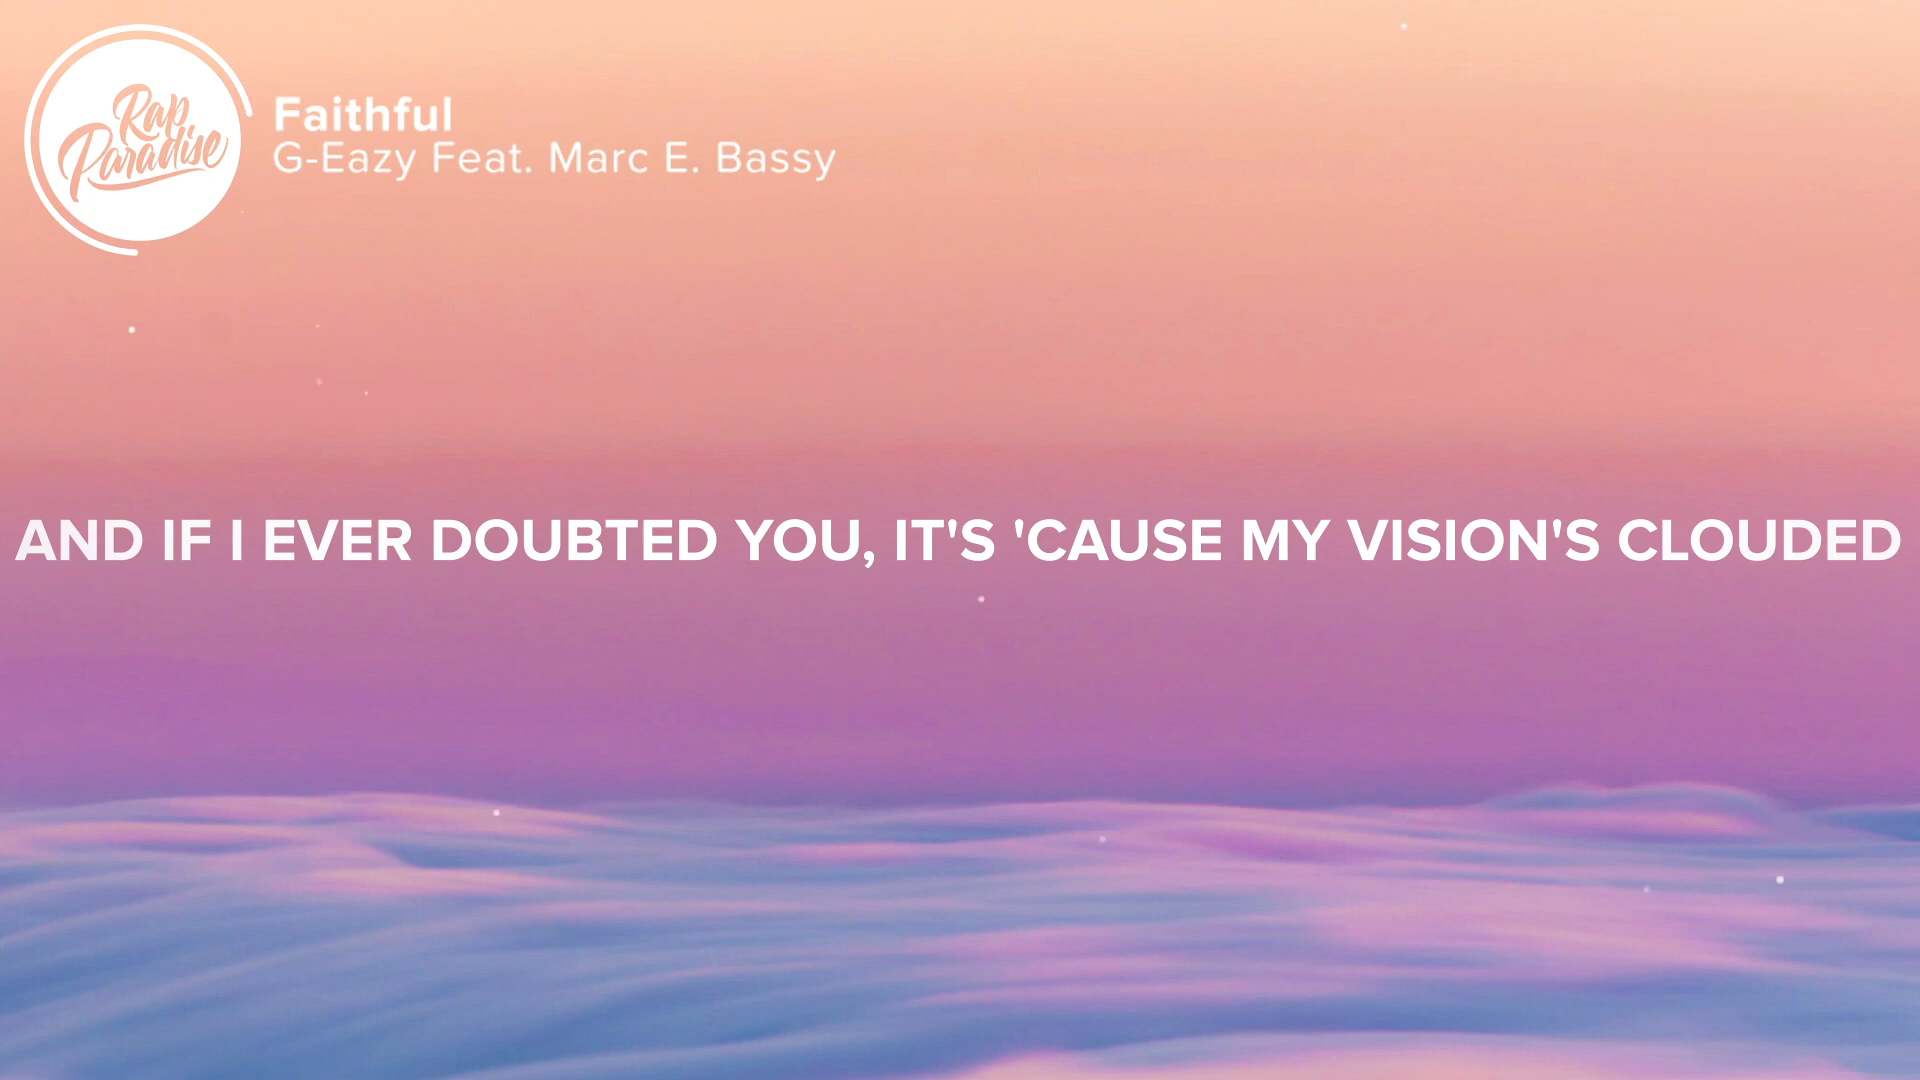 Rap
Paradise
Faithful
G-Eazy Feat. Marc E. Bassy
AND IF I EVER DOUBTED YOU, IT'S 'CAUSE MY VISION'S CLOUDED